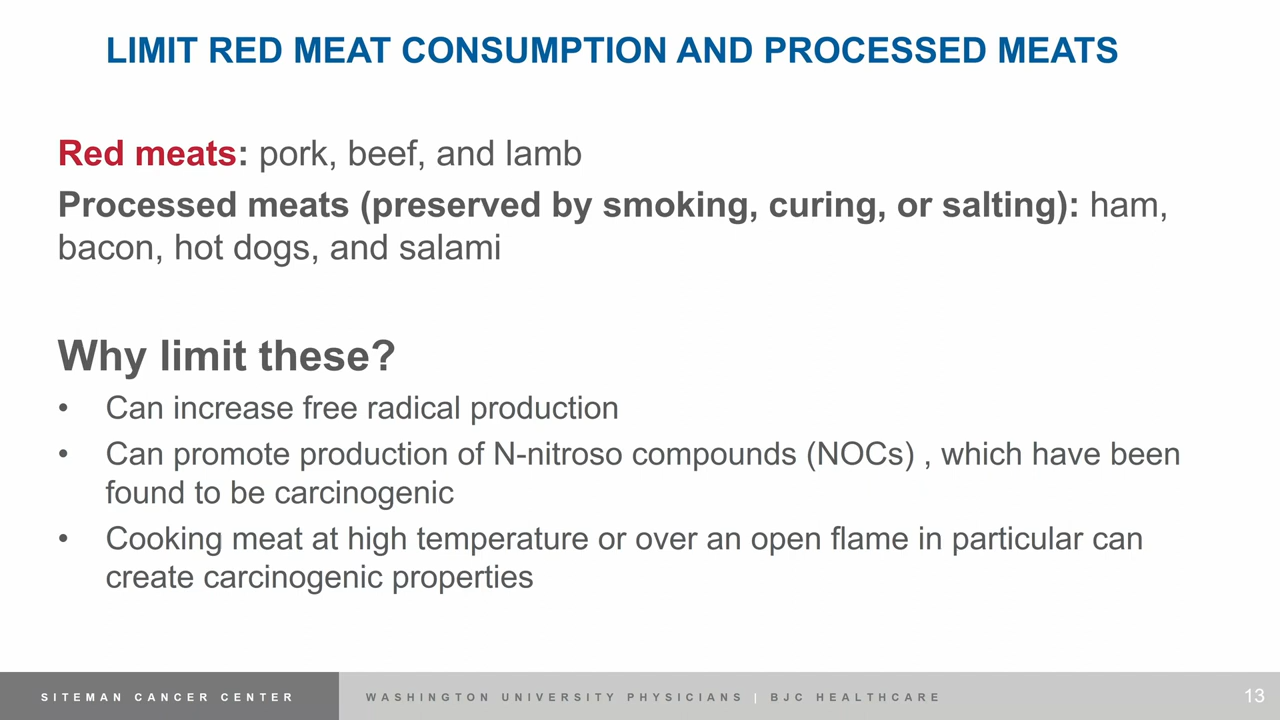 LIMIT RED MEAT CONSUMPTION AND PROCESSED MEATS
Red meats: pork, beef, and lamb
Processed meats (preserved by smoking, curing, or salting): ham,
bacon, hot dogs, and salami
Why limit these?
• Can increase free radical production
• Can promote production of N-nitroso compounds (NOCs) , which have been
found to be carcinogenic
• Cooking meat at high temperature or over an open flame in particular can
create carcinogenic properties
SITEMAN CANCER CENTER
WASHINGTON UNIVERSITY PHYSICIANS | BJC HEALTHCARE
13